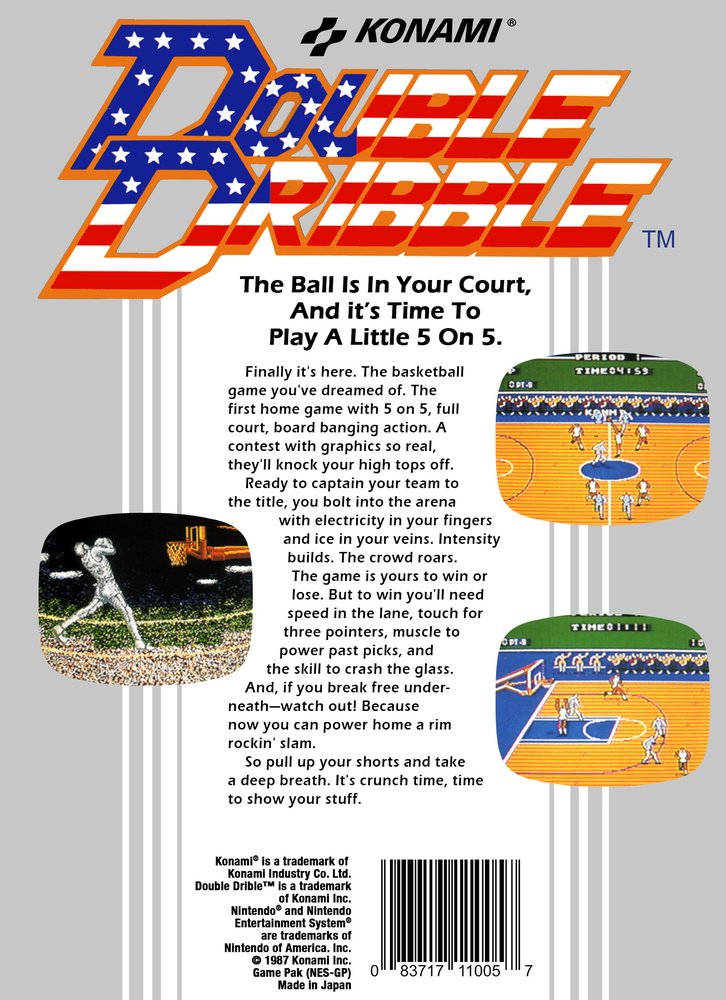 KONAMI®
DOUBLE
DRIBBLE
TM
The Ball Is In Your Court,
And it's Time To
Play A Little 5 On 5.
Finally it's here. The basketball
game you've dreamed of. The
first home game with 5 on 5, full
court, board banging action. A
contest with graphics so real,
they'll knock your high tops off.
Ready to captain your team to
the title, you bolt into the arena
with electricity in your fingers
and ice in your veins. Intensity
builds. The crowd roars.
The game is yours to win or
lose. But to win you'll need
speed in the lane, touch for
three pointers, muscle to
power past picks, and
the skill to crash the glass.
And, if you break free under-
neath—watch out! Because
now you can power home a rim
rockin' slam.
So pull up your shorts and take
a deep breath. It's crunch time, time
to show your stuff.
PERIOD 1
TIME 04:59
0PT-S
KONAMI
TIME 01:11
PT-S
Konami® is a trademark of
Konami Industry Co. Ltd.
Double Drible™ is a trademark
of Konami Inc.
Nintendo® and Nintendo
Entertainment System®
are trademarks of
Nintendo of America. Inc.
© 1987 Konami Inc.
Game Pak (NES-GP)
Made in Japan
0 83717 11005 7